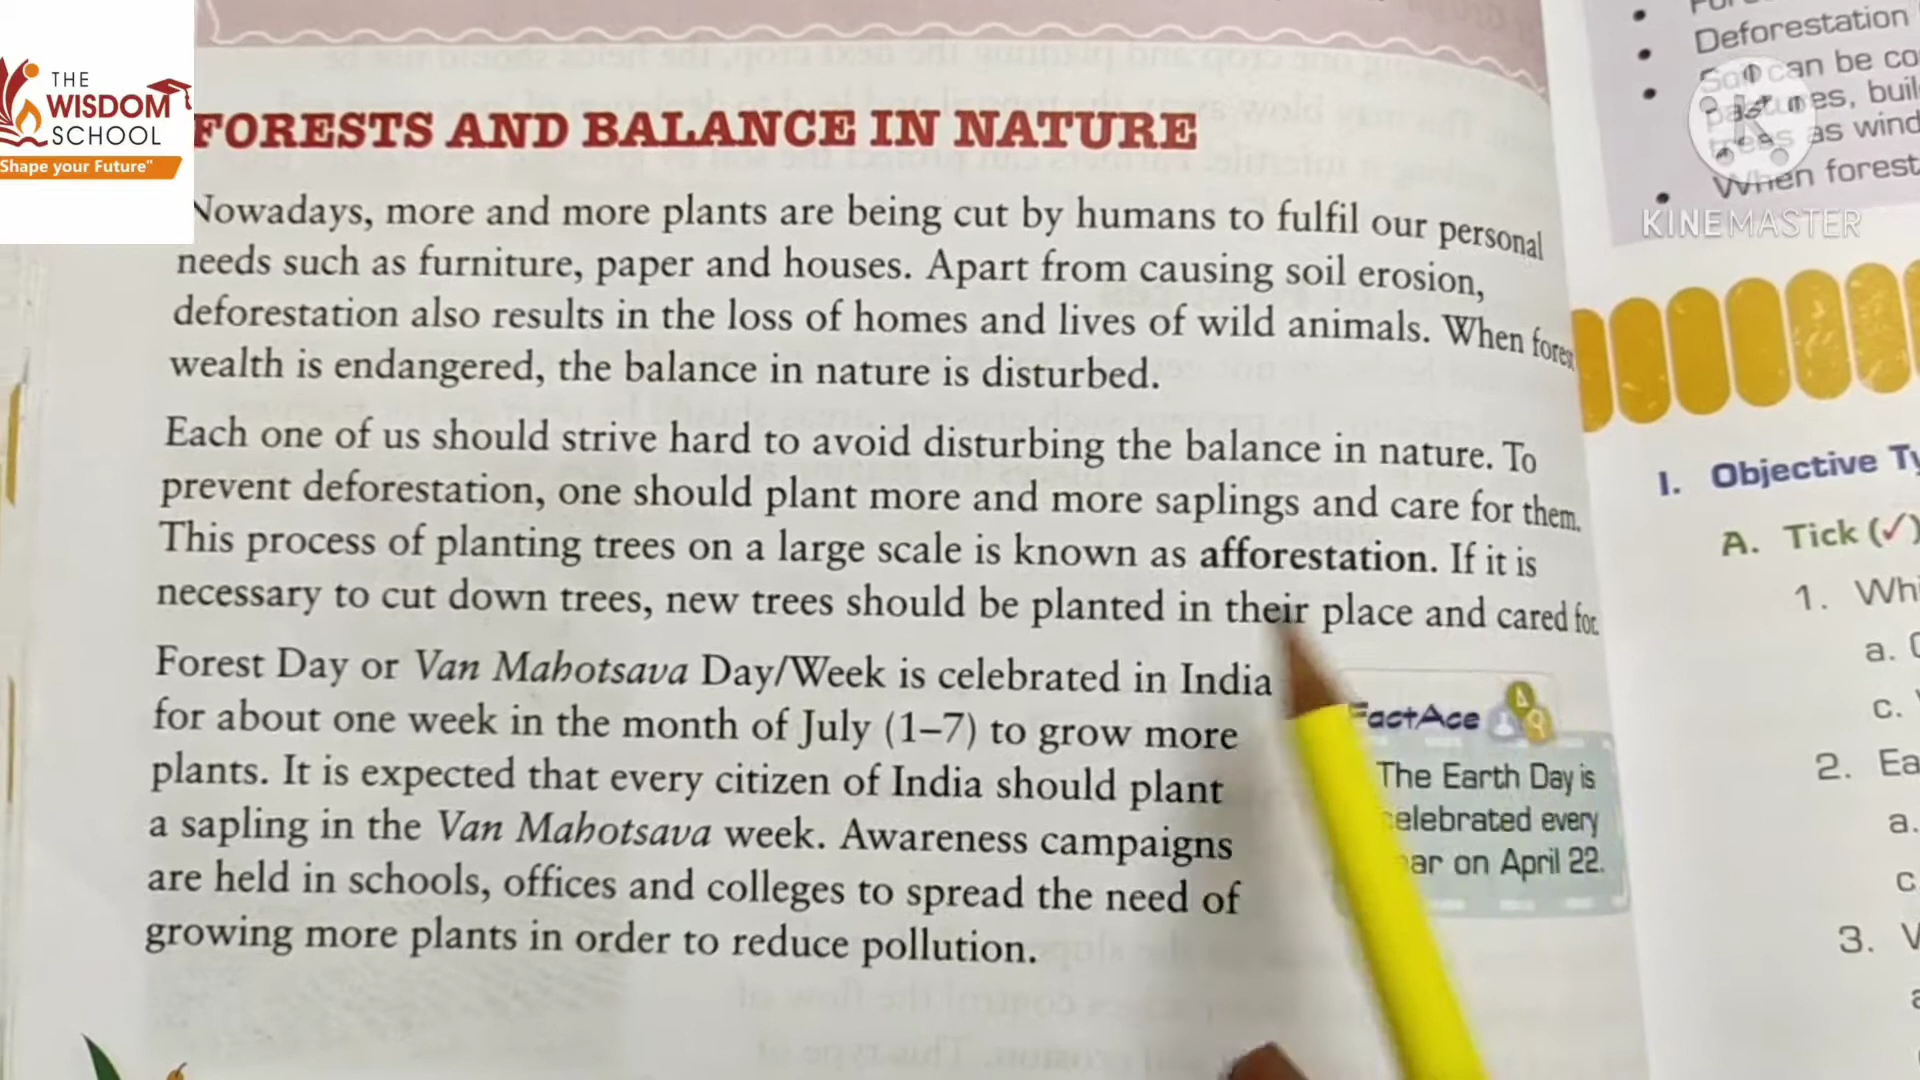 THE
WISDOM
SCHOOL
Shape your Future"
FORESTS AND BALANCE IN NATURE
Nowadays, more and more plants are being cut by humans to fulfil our personal
needs such as furniture, paper and houses. Apart from causing soil erosion,
deforestation also results in the loss of homes and lives of wild animals. When fores
wealth is endangered, the balance in nature is disturbed.
Each one of us should strive hard to avoid disturbing the balance in nature. To
prevent deforestation, one should plant more and more saplings and care for them.
This process of planting trees on a large scale is known as afforestation. If it is
necessary to cut down trees, new trees should be planted in their place and cared for.
Forest Day or Van Mahotsava Day/Week is celebrated in India
for about one week in the month of July (1–7) to grow more
plants. It is expected that every citizen of India should plant
a sapling in the Van Mahotsava week. Awareness campaigns
are held in schools, offices and colleges to spread the need of
growing more plants in order to reduce pollution.
FactAce
The Earth Day is
celebrated every
ear on April 22.
• Deforestation
• Soil can be co
• pastures, buil
trees as wind
• When forest
KINEMASTER
I. Objective Ty
A. Tick (✓)
1. Whi
a.
c.
2. Ea
a.
c
3.